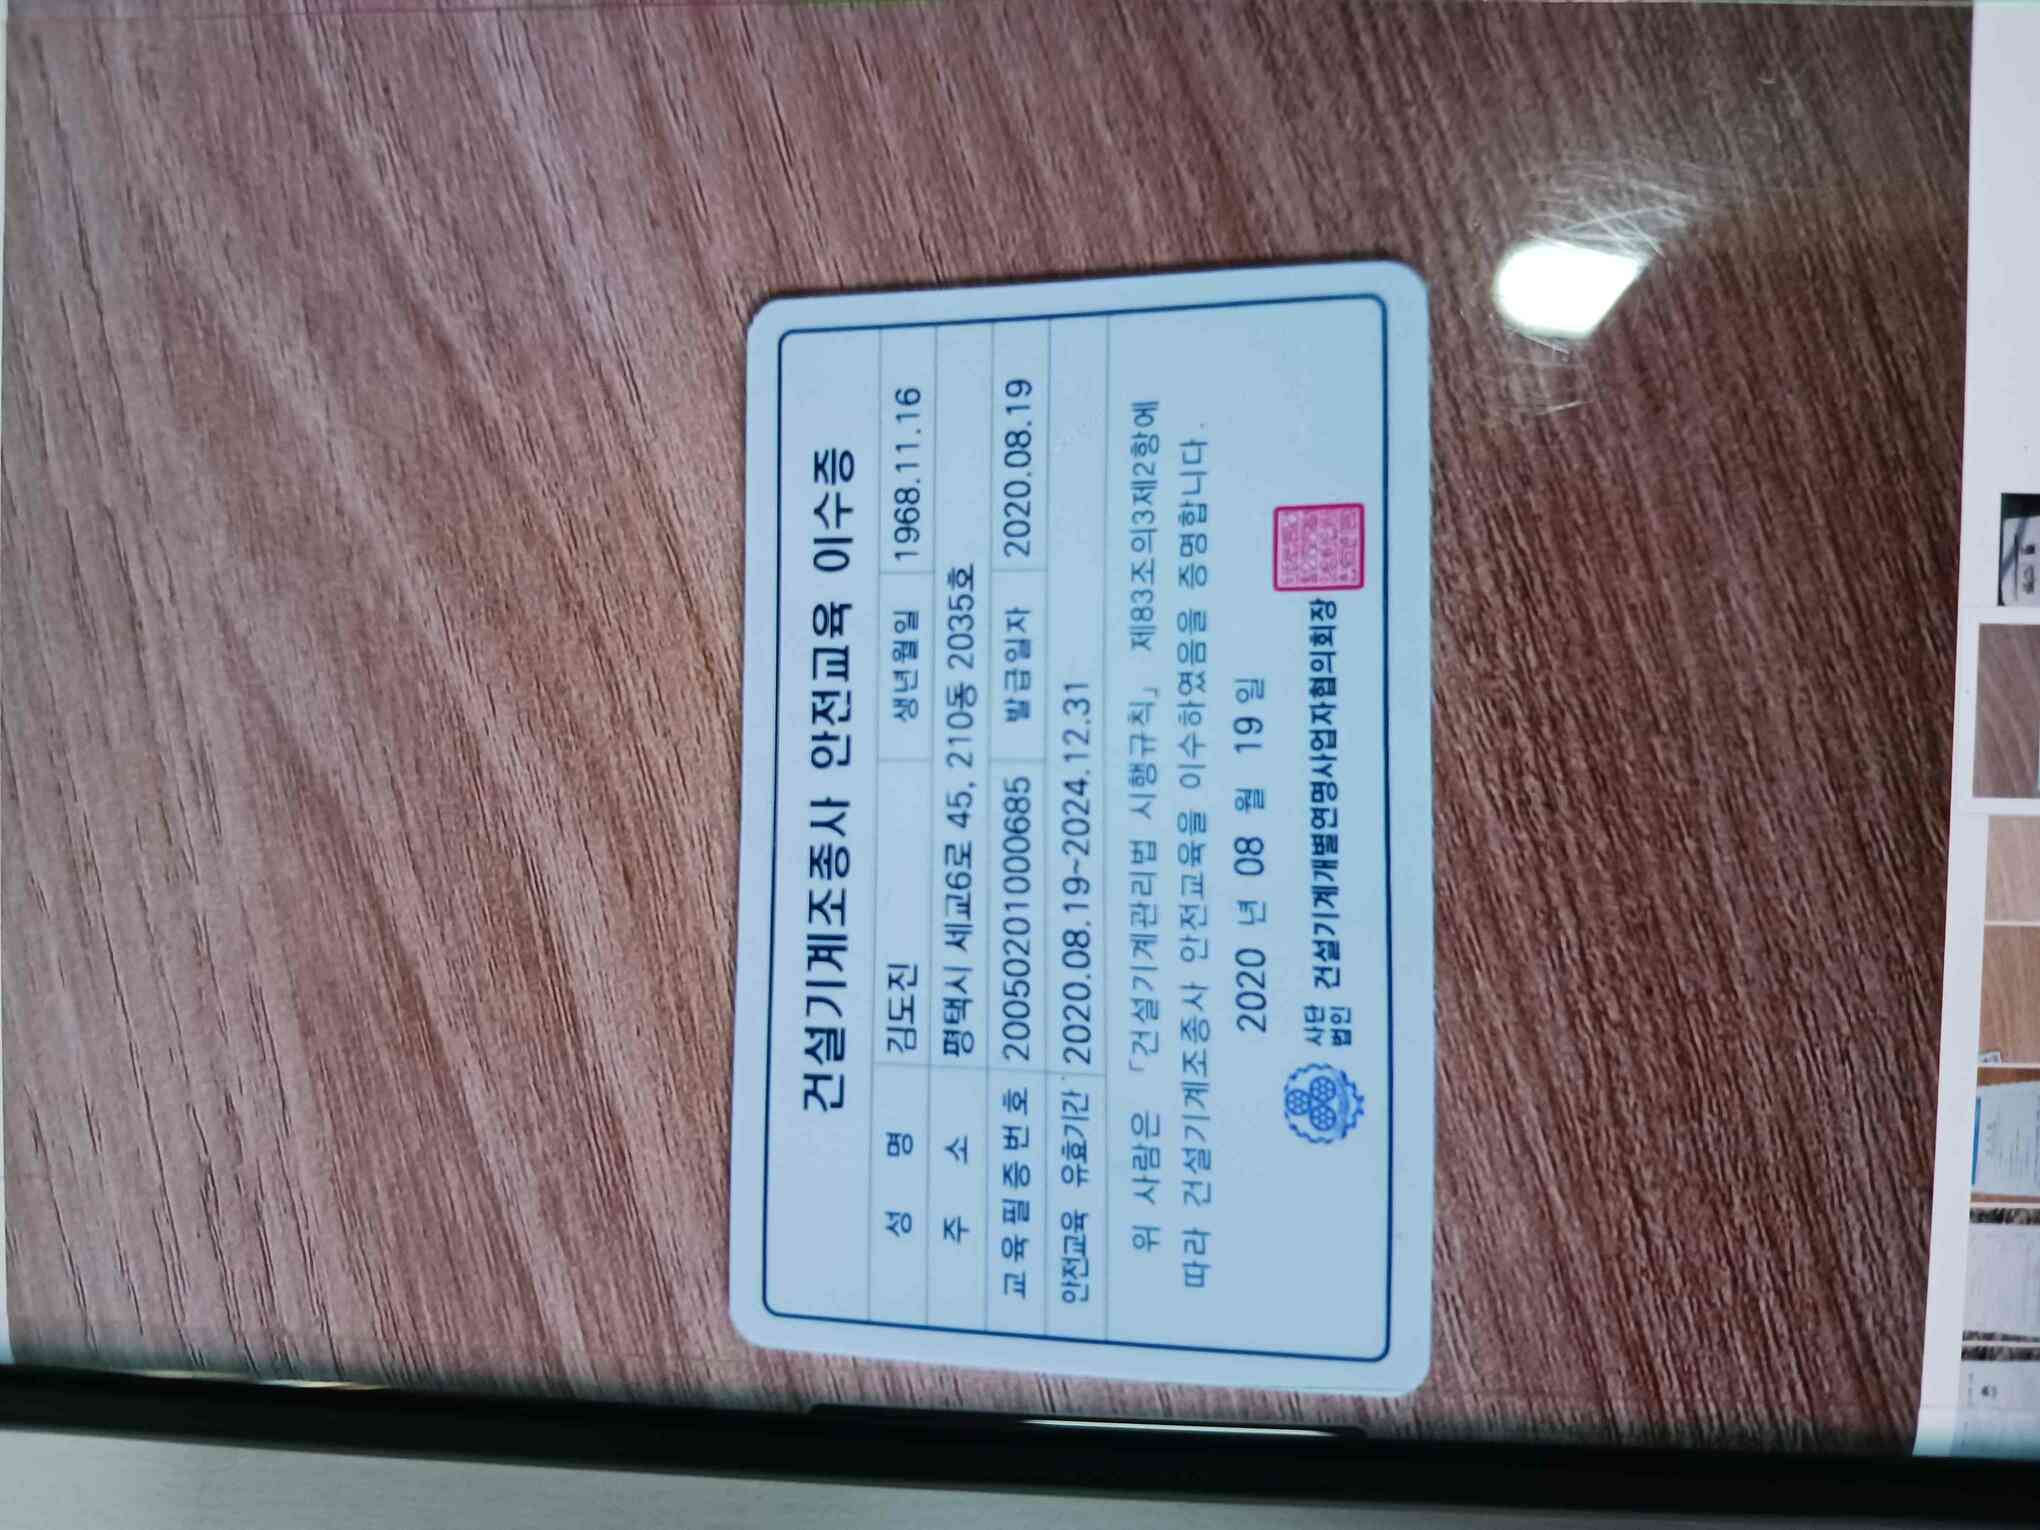 건설기계조종사 안전교육 이수증
성 명 김도진 생년월일 1968.11.16
주 소 평택시 세교6로 45, 210동 2035호
교육필증번호 2005020201000685 발급일자 2020.08.19
안전교육 유효기간 2020.08.19~2024.12.31
위 사람은 「건설기계관리법 시행규칙」 제83조의3제2항에
따라 건설기계조종사 안전교육을 이수하였음을 증명합니다.
2020 년 08 월 19 일
사단법인 건설기계개별연명사업자협의회장